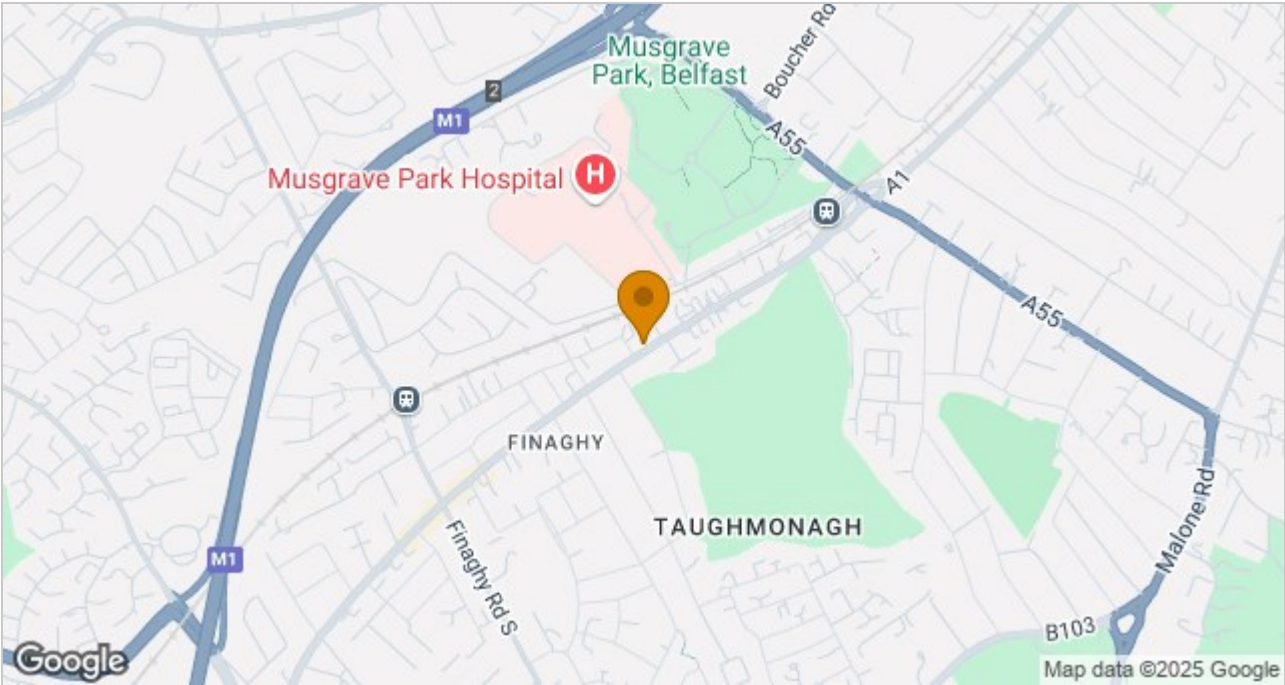 Musgrave
Park, Belfast
Boucher Rd
2
M1
A55
Musgrave Park Hospital
H
A1
A55
FINAGHY
TAUGHMONAGH
Malone Rd
Finaghy Rd S
M1
B103
Google
Map data ©2025 Google